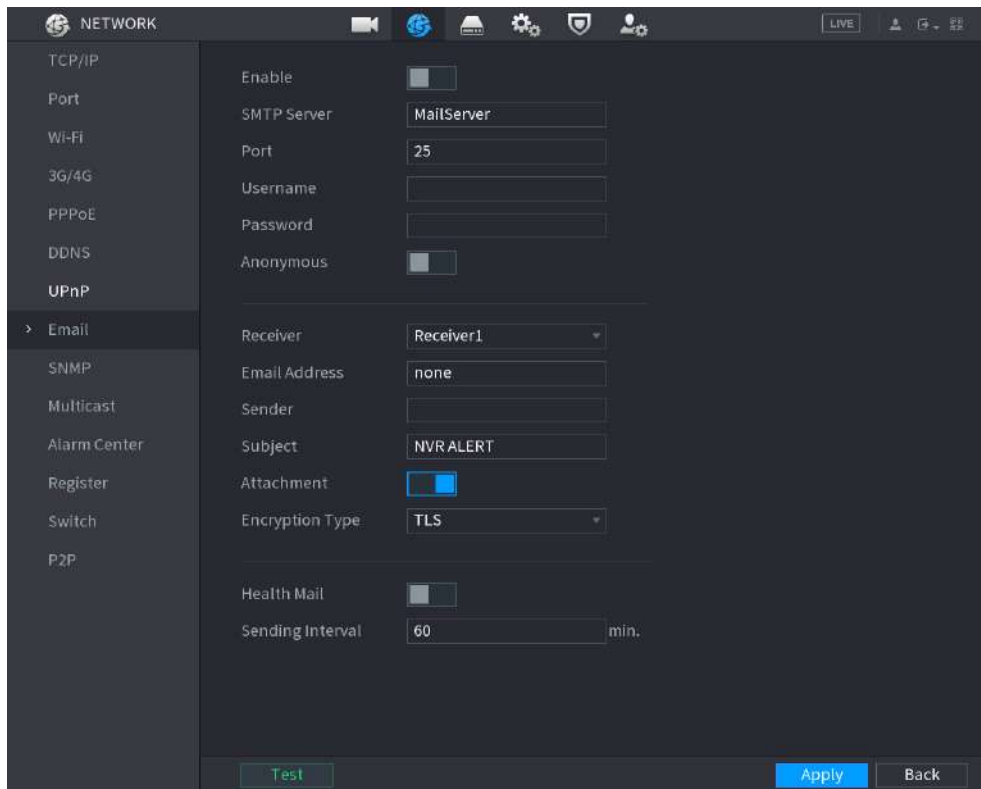 NETWORK
LIVE
TCP/IP
Port
Wi-Fi
3G/4G
PPPoE
DDNS
UPnP
Email
SNMP
Multicast
Alarm Center
Register
Switch
P2P
Enable
SMTP Server MailServer
Port 25
Username
Password
Anonymous
Receiver Receiver1
Email Address none
Sender
Subject NVR ALERT
Attachment
Encryption Type TLS
Health Mail
Sending Interval 60 min.
Test Apply Back